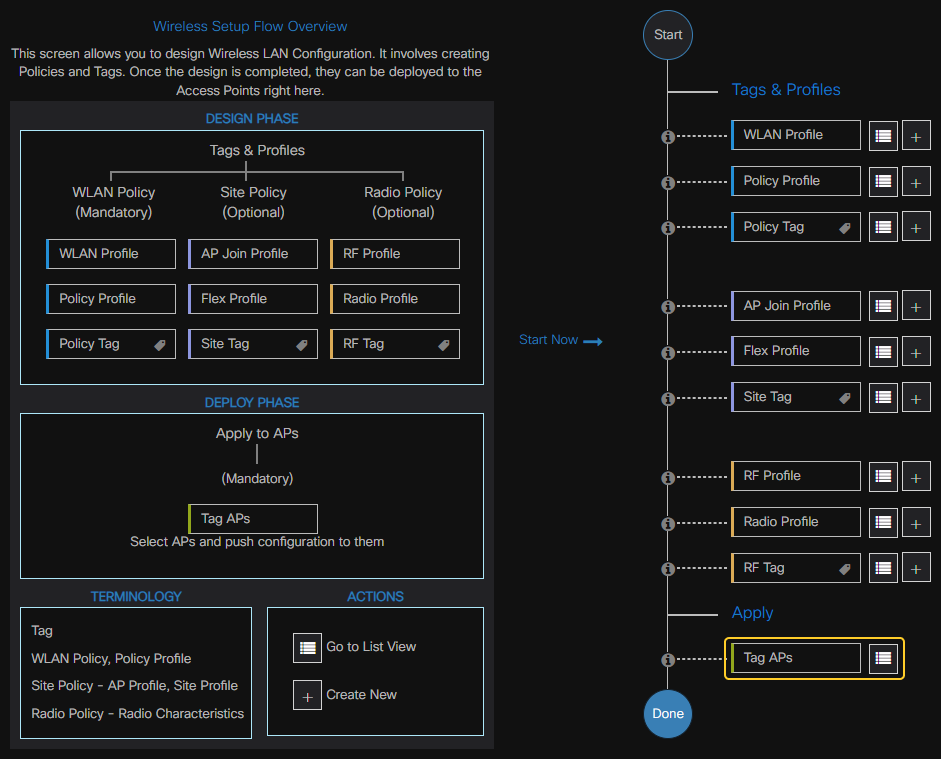 Wireless Setup Flow Overview
This screen allows you to design Wireless LAN Configuration. It involves creating
Policies and Tags. Once the design is completed, they can be deployed to the
Access Points right here.
DESIGN PHASE
Tags & Profiles
WLAN Policy
(Mandatory)
Site Policy
(Optional)
Radio Policy
(Optional)
WLAN Profile
AP Join Profile
RF Profile
Policy Profile
Flex Profile
Radio Profile
Policy Tag
Site Tag
RF Tag
DEPLOY PHASE
Apply to APs
(Mandatory)
Tag APs
Select APs and push configuration to them
TERMINOLOGY
Tag
WLAN Policy, Policy Profile
Site Policy - AP Profile, Site Profile
Radio Policy - Radio Characteristics
ACTIONS
Go to List View
Create New
Start Now
Start
Tags & Profiles
WLAN Profile
Policy Profile
Policy Tag
AP Join Profile
Flex Profile
Site Tag
RF Profile
Radio Profile
RF Tag
Apply
Tag APs
Done